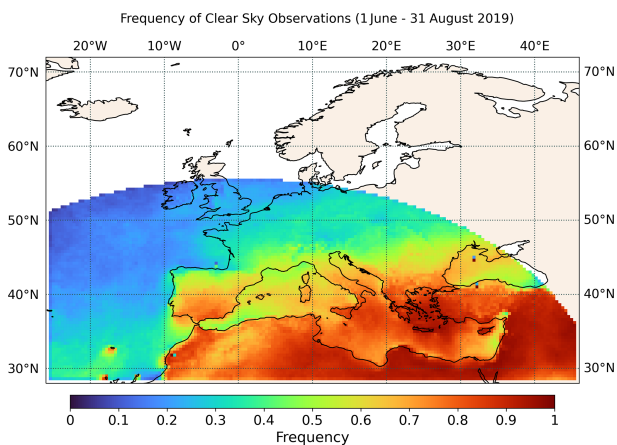 Frequency of Clear Sky Observations (1 June - 31 August 2019)
20°W 10°W 0° 10°E 20°E 30°E 40°E
70°N 70°N
60°N 60°N
50°N 50°N
40°N 40°N
30°N 30°N
0 0.1 0.2 0.3 0.4 0.5 0.6 0.7 0.8 0.9 1
Frequency